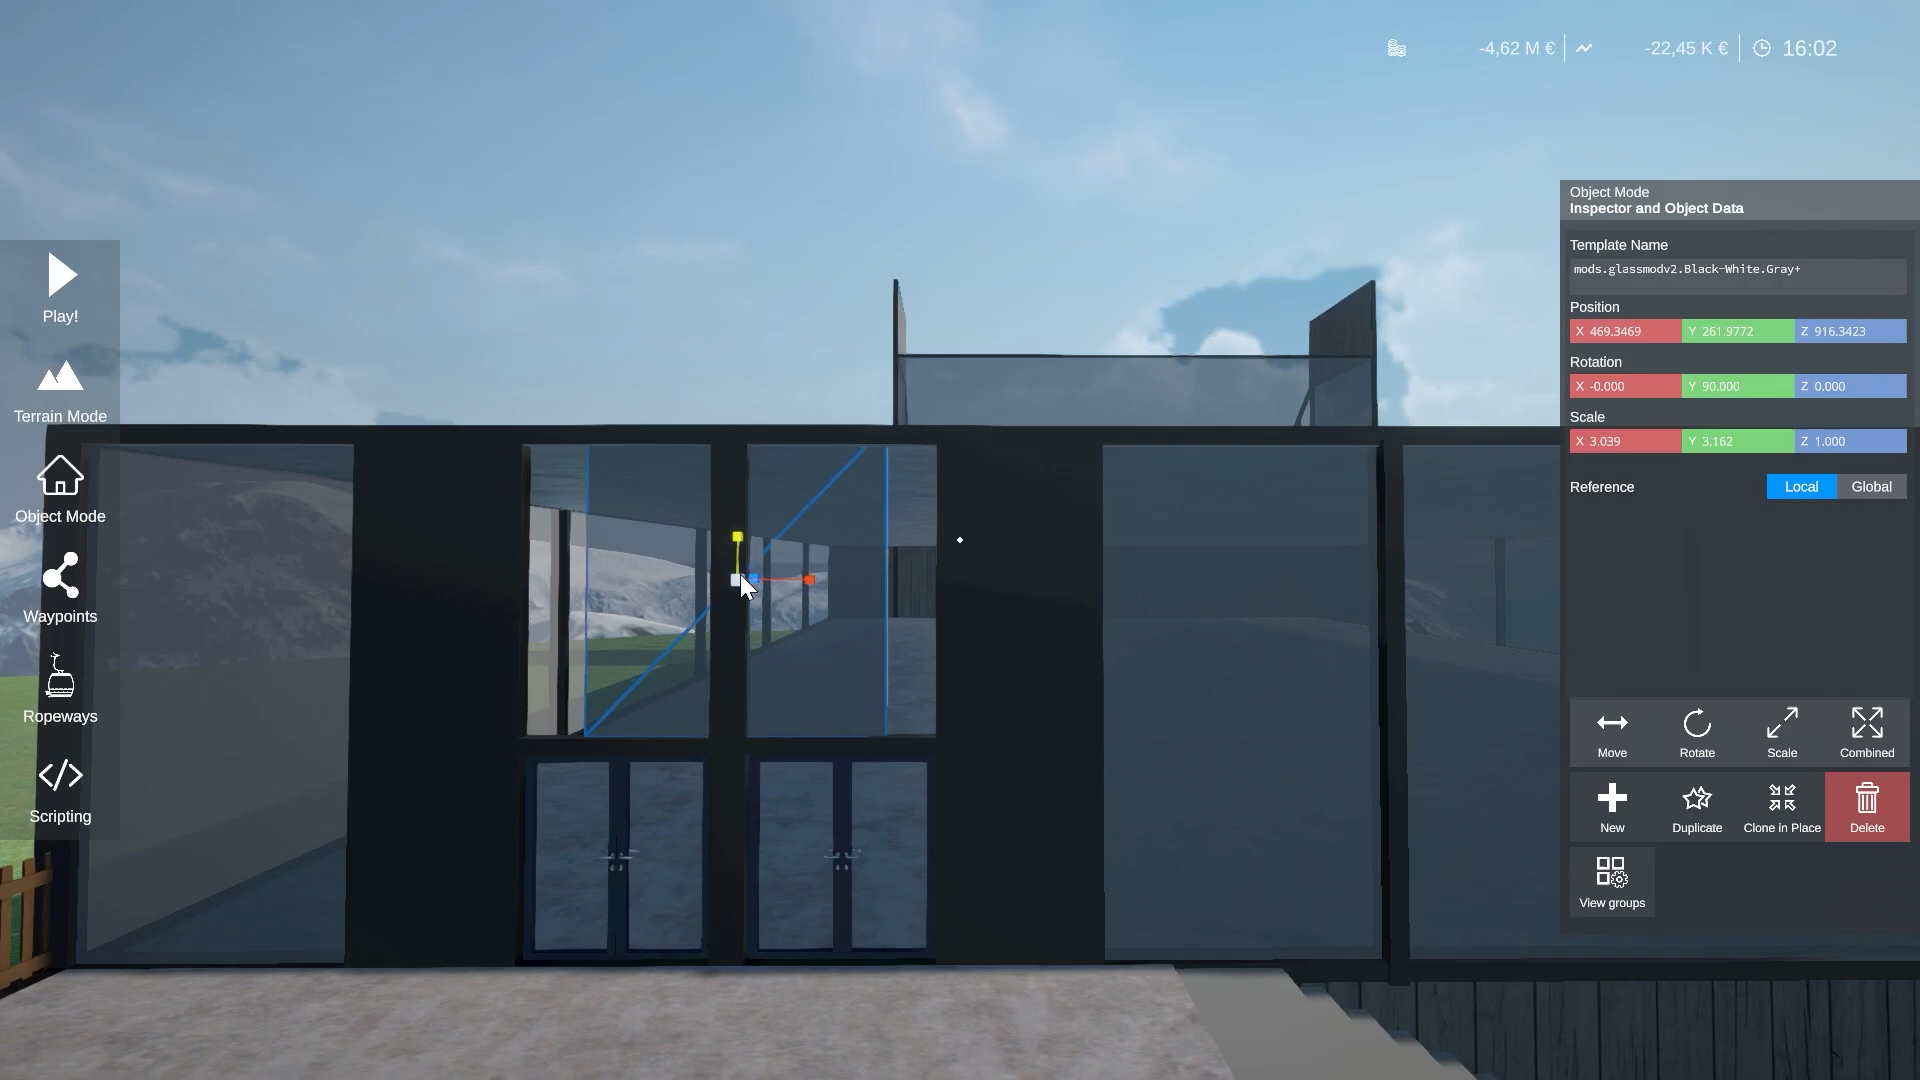 -4,62 M €
-22,45 K €
16:02
Object Mode
Inspector and Object Data
Template Name
mods.glassmodv2.Black-White.Gray+
Position
X 469.3469 Y 261.9772 Z 916.3423
Rotation
X -0.000 Y 90.000 Z 0.000
Scale
X 3.039 Y 3.162 Z 1.000
Reference Local Global
Move Rotate Scale Combined
New Duplicate Clone in Place Delete
View groups
Play!
Terrain Mode
Object Mode
Waypoints
Ropeways
Scripting